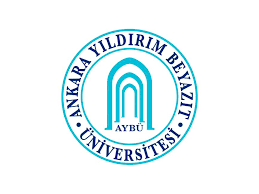 • ANKARA YILDIRIM BEYAZIT •
ÜNİVERSİTESİ
AYBÜ